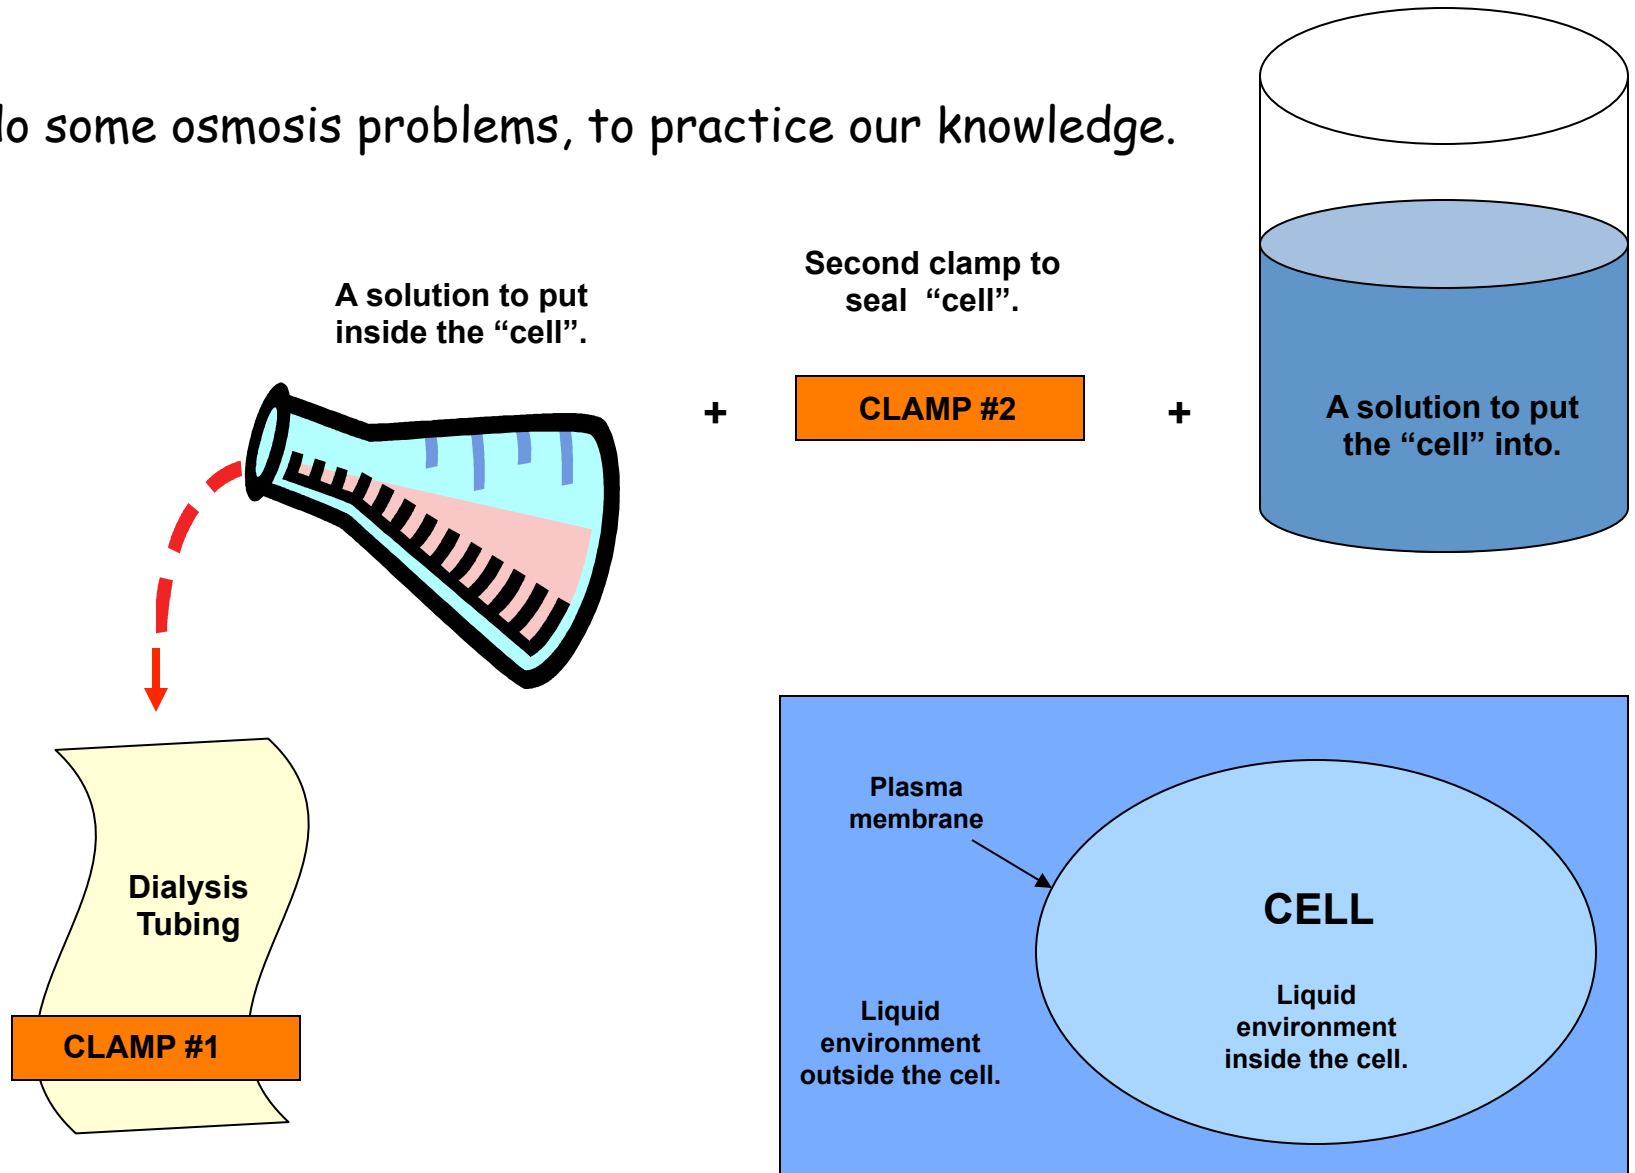 do some osmosis problems, to practice our knowledge.
A solution to put
inside the “cell”.
Second clamp to
seal “cell”.
+
CLAMP #2
+
A solution to put
the “cell” into.
Dialysis
Tubing
CLAMP #1
Plasma
membrane
CELL
Liquid
environment
outside the cell.
Liquid
environment
inside the cell.